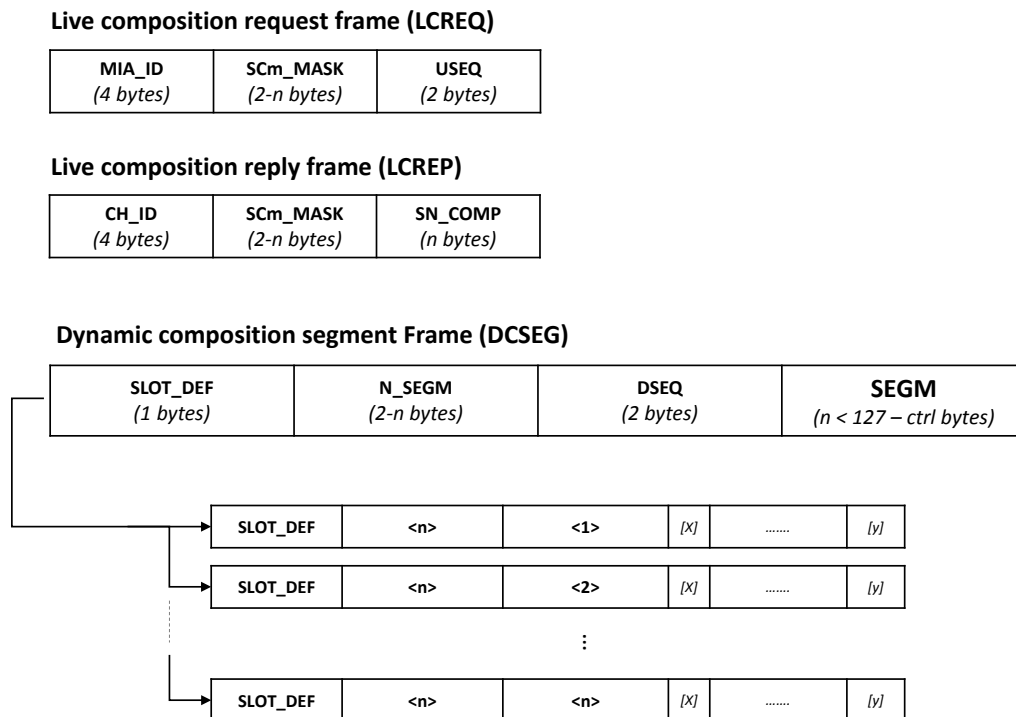 Live composition request frame (LCREQ)
MIA_ID SCm_MASK USEQ
(4 bytes) (2-n bytes) (2 bytes)
Live composition reply frame (LCREP)
CH_ID SCm_MASK SN_COMP
(4 bytes) (2-n bytes) (n bytes)
Dynamic composition segment Frame (DCSEG)
SLOT_DEF N_SEGM DSEQ SEGM
(1 bytes) (2-n bytes) (2 bytes) (n < 127 – ctrl bytes)
SLOT_DEF <n> <1> [X] ....... [y]
SLOT_DEF <n> <2> [X] ....... [y]
⋮
SLOT_DEF <n> <n> [X] ....... [y]